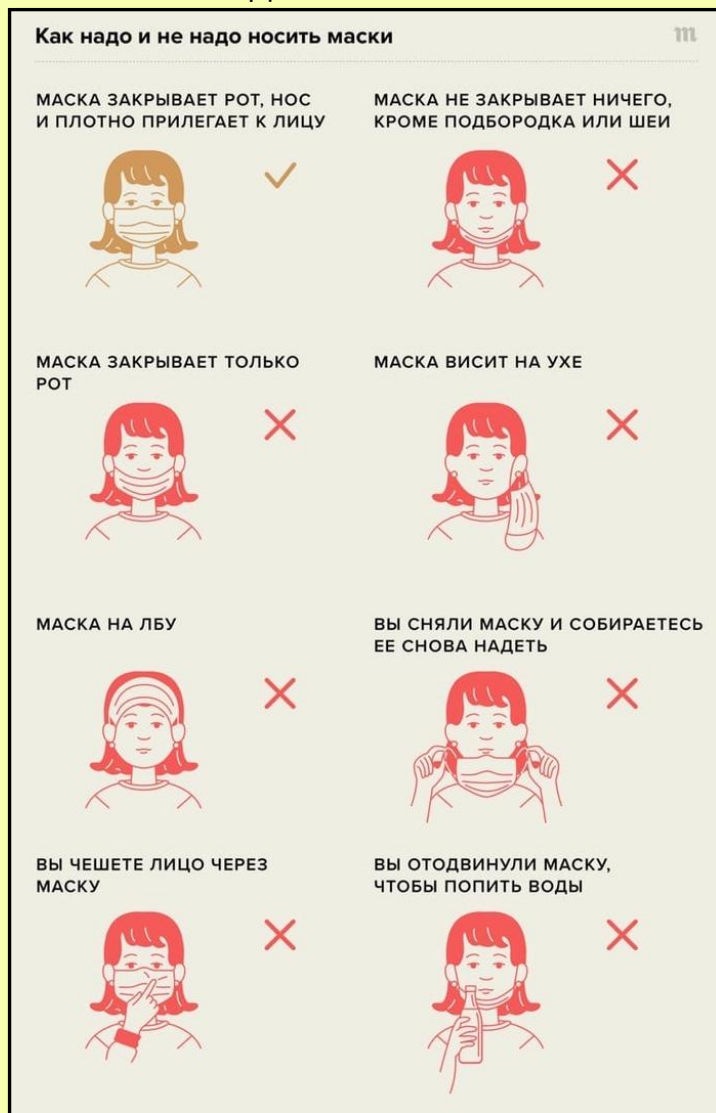 Как надо и не надо носить маски
m
МАСКА ЗАКРЫВАЕТ РОТ, НОС
И ПЛОТНО ПРИЛЕГАЕТ К ЛИЦУ
МАСКА НЕ ЗАКРЫВАЕТ НИЧЕГО,
КРОМЕ ПОДБОРОДКА ИЛИ ШЕИ
МАСКА ЗАКРЫВАЕТ ТОЛЬКО
РОТ
МАСКА ВИСИТ НА УХЕ
МАСКА НА ЛБУ
ВЫ СНЯЛИ МАСКУ И СОБИРАЕТЕСЬ
ЕЕ СНОВА НАДЕТЬ
ВЫ ЧЕШЕТЕ ЛИЦО ЧЕРЕЗ
МАСКУ
ВЫ ОТОДВИНУЛИ МАСКУ,
ЧТОБЫ ПОПИТЬ ВОДЫ